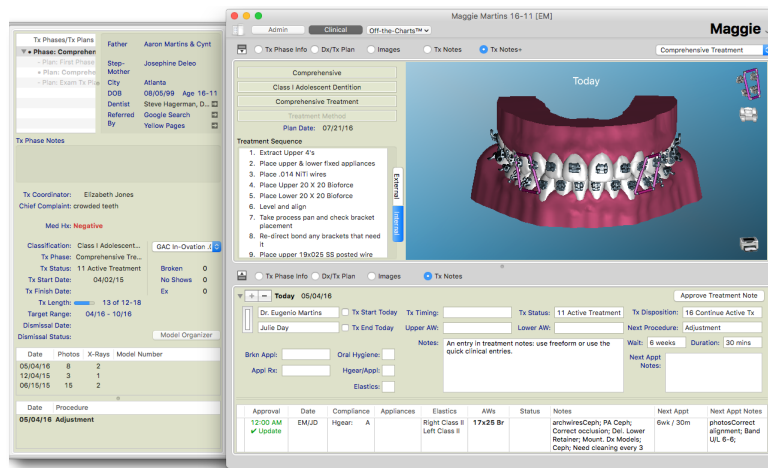 Maggie Martins 16-11 [EM]
Admin
Clinical
Off-the-Charts™
Maggie
Tx Phase Info
Dx/Tx Plan
Images
Tx Notes
Tx Notes+
Comprehensive Treatment
Tx Phases/Tx Plans
Phase: Comprehen
- Plan: First Phase
+ Plan: Comprehe
- Plan: Exam Tx Pla
Father Aaron Martins & Cynt
Step-Mother Josephine Deleo
City Atlanta
DOB 08/05/99 Age 16-11
Dentist Steve Hagerman, D...
Referred By Google Search
Yellow Pages
Tx Phase Notes
Tx Coordinator: Elizabeth Jones
Chief Complaint: crowded teeth
Med Hx: Negative
Classification: Class I Adolescent...
GAC In-Ovation .(
Tx Phase: Comprehensive Tre...
Tx Status: 11 Active Treatment
Broken 0
Tx Start Date: 04/02/15
No Shows 0
Tx Finish Date:
Ex 0
Tx Length: 13 of 12-18
Target Range: 04/16 - 10/16
Dismissal Date:
Dismissal Status:
Model Organizer
Date Photos X-Rays Model Number
05/04/16 8 2
12/04/15 3 1
06/15/15 15 2
Date Procedure
05/04/16 Adjustment
Comprehensive
Class I Adolescent Dentition
Comprehensive Treatment
Treatment Method
Plan Date: 07/21/16
Treatment Sequence
1. Extract Upper 4's
2. Place upper & lower fixed appliances
3. Place .014 NiTi wires
4. Place Upper 20 X 20 Bioforce
5. Place Lower 20 X 20 Bioforce
6. Level and align
7. Take process pan and check bracket
placement
8. Re-direct bond any brackets that need
it
9. Place upper 19x025 SS posted wire
External
Internal
Today
Tx Phase Info
Dx/Tx Plan
Images
Tx Notes
+ - Today 05/04/16
Approve Treatment Note
Dr. Eugenio Martins
Tx Start Today
Tx Timing:
Tx Status: 11 Active Treatment
Tx Disposition: 16 Continue Active Tx
Julie Day
Tx End Today
Upper AW:
Lower AW:
Next Procedure: Adjustment
Notes: An entry in treatment notes: use freeform or use the
quick clinical entries.
Wait: 6 weeks Duration: 30 mins
Brkn Appl:
Oral Hygiene:
Next Appt
Notes:
Appl Rx:
Hgear/Appl:
Elastics:
Approval Date Compliance Appliances Elastics AWs Status Notes Next Appt Next Appt Notes
12:00 AM EM/JD Hgear: A Right Class II 17x25 Br archwiresCeph; PA Ceph; 6wk / 30m photosCorrect
✔ Update Left Class II Correct occlusion; Del. Lower alignment; Band
Retainer; Mount. Dx Models; U/L 6-6;
Ceph; Need cleaning every 3